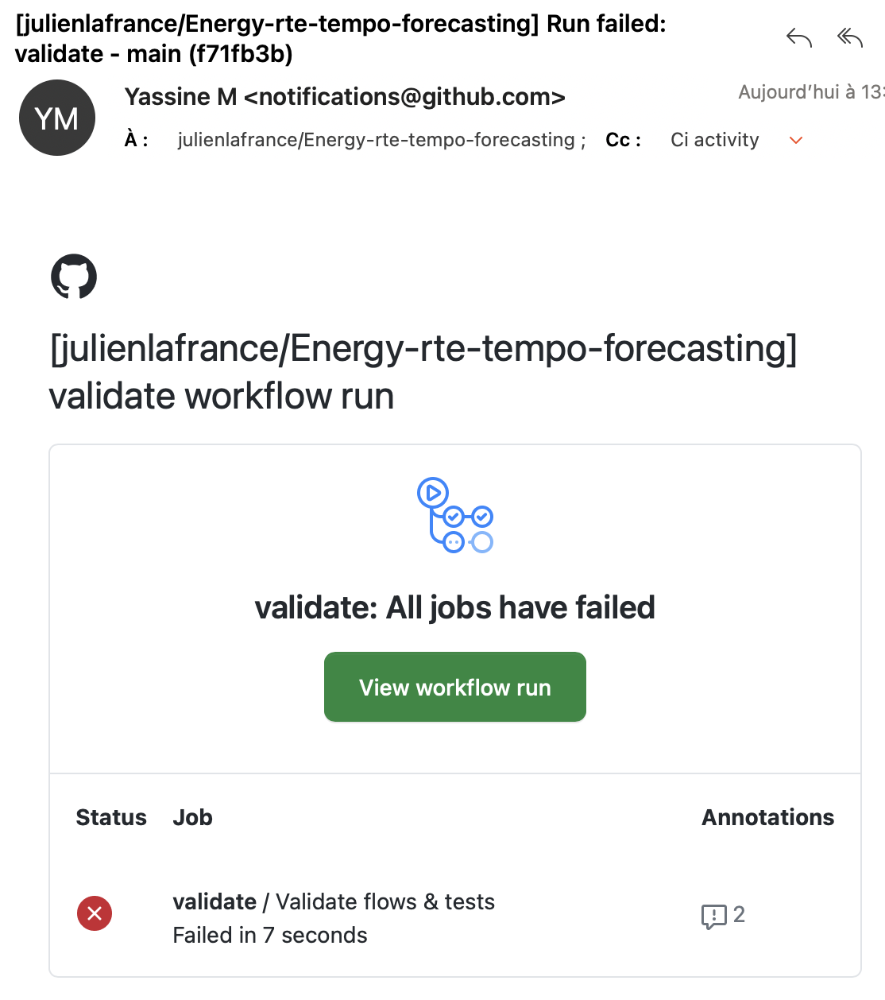 [julienlafrance/Energy-rte-tempo-forecasting] Run failed:
validate - main (f71fb3b)
YM
Yassine M <notifications@github.com>
Aujourd'hui à 13:
À : julienlafrance/Energy-rte-tempo-forecasting ; Cc : Ci activity
[julienlafrance/Energy-rte-tempo-forecasting]
validate workflow run
validate: All jobs have failed
View workflow run
Status Job Annotations
validate / Validate flows & tests
Failed in 7 seconds
2